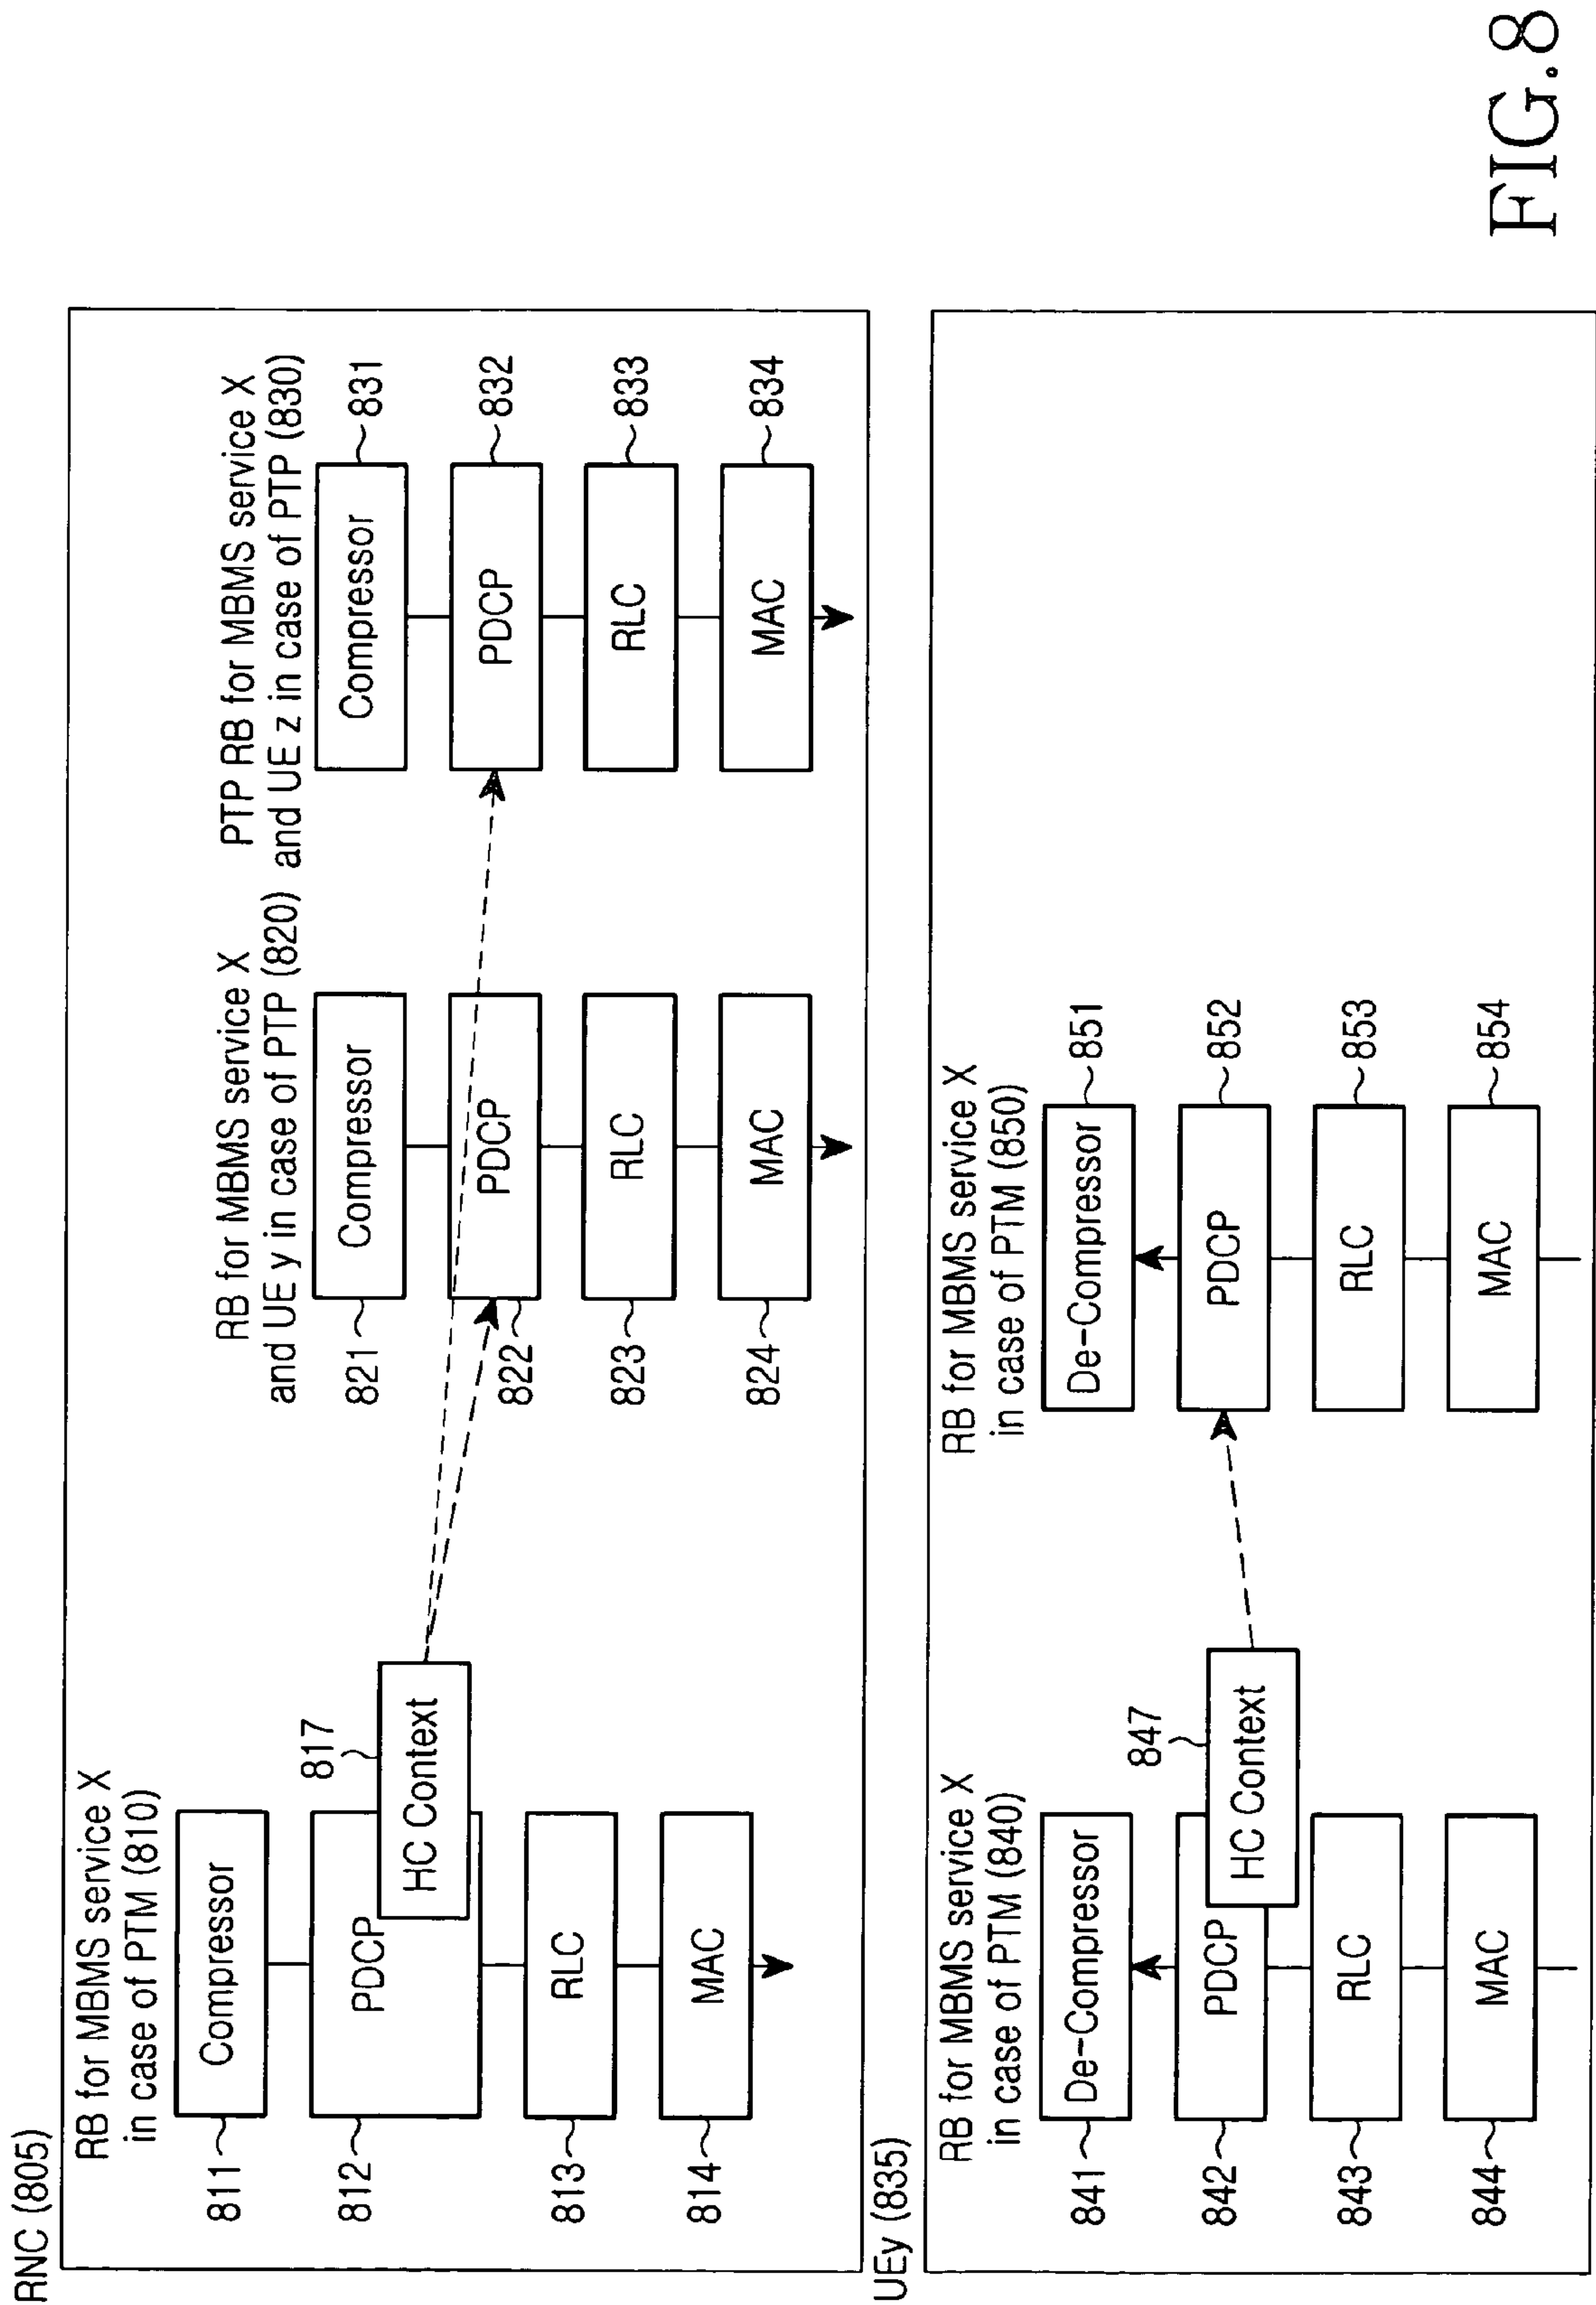 RNC (805)
RB for MBMS service X
in case of PTM (810)
811
Compressor
812
PDCP
817
HC Context
813
RLC
814
MAC
RB for MBMS service X
and UE y in case of PTP (820)
821
Compressor
822
PDCP
823
RLC
824
MAC
PTP RB for MBMS service X
and UE z in case of PTP (830)
Compressor
831
PDCP
832
RLC
833
MAC
834
UEy (835)
RB for MBMS service X
in case of PTM (840)
841
De-Compressor
842
PDCP
847
HC Context
843
RLC
844
MAC
RB for MBMS service X
in case of PTM (850)
De-Compressor
851
PDCP
852
RLC
853
MAC
854
FIG.8